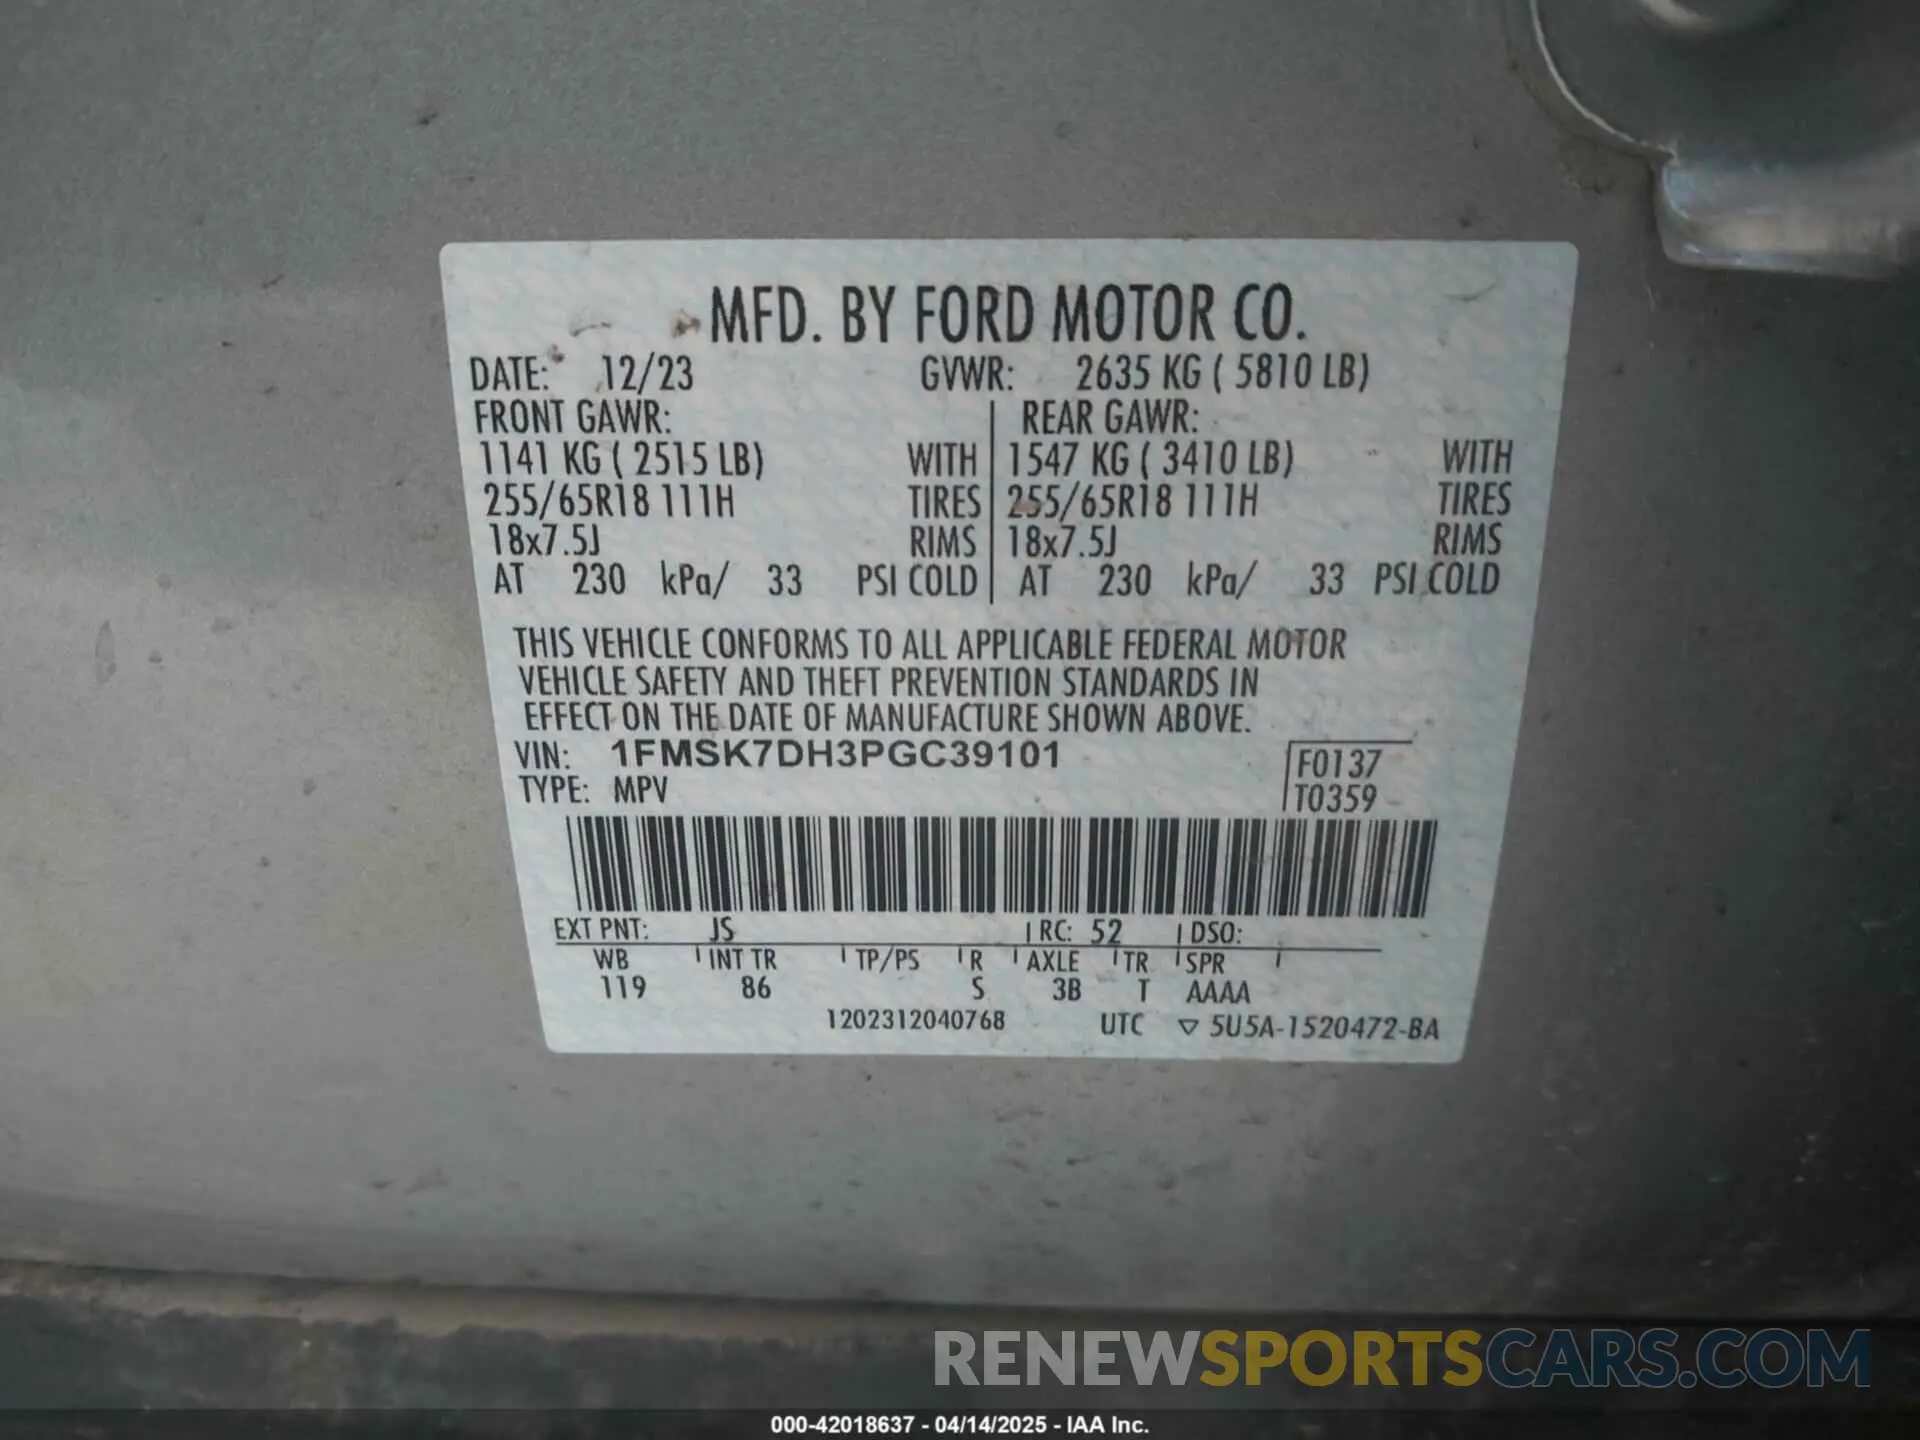 MFD. BY FORD MOTOR CO.
DATE: 12/23 GVWR: 2635 KG ( 5810 LB)
FRONT GAWR: REAR GAWR:
1141 KG ( 2515 LB) WITH 1547 KG ( 3410 LB) WITH
255/65R18 111H TIRES 255/65R18 111H TIRES
18x7.5J RIMS 18x7.5J RIMS
AT 230 kPa/ 33 PSI COLD AT 230 kPa/ 33 PSI COLD
THIS VEHICLE CONFORMS TO ALL APPLICABLE FEDERAL MOTOR
VEHICLE SAFETY AND THEFT PREVENTION STANDARDS IN
EFFECT ON THE DATE OF MANUFACTURE SHOWN ABOVE.
VIN: 1FMSK7DH3PGC39101 F0137
TYPE: MPV T0359
EXT PNT: JS RC: 52 DSO:
WB INT TR TP/PS R AXLE TR SPR
119 86 S 3B T AAAA
1202312040768 UTC ▽ 5U5A-1520472-BA
RENEWSPORTSCARS.COM
000-42018637 - 04/14/2025 - IAA Inc.